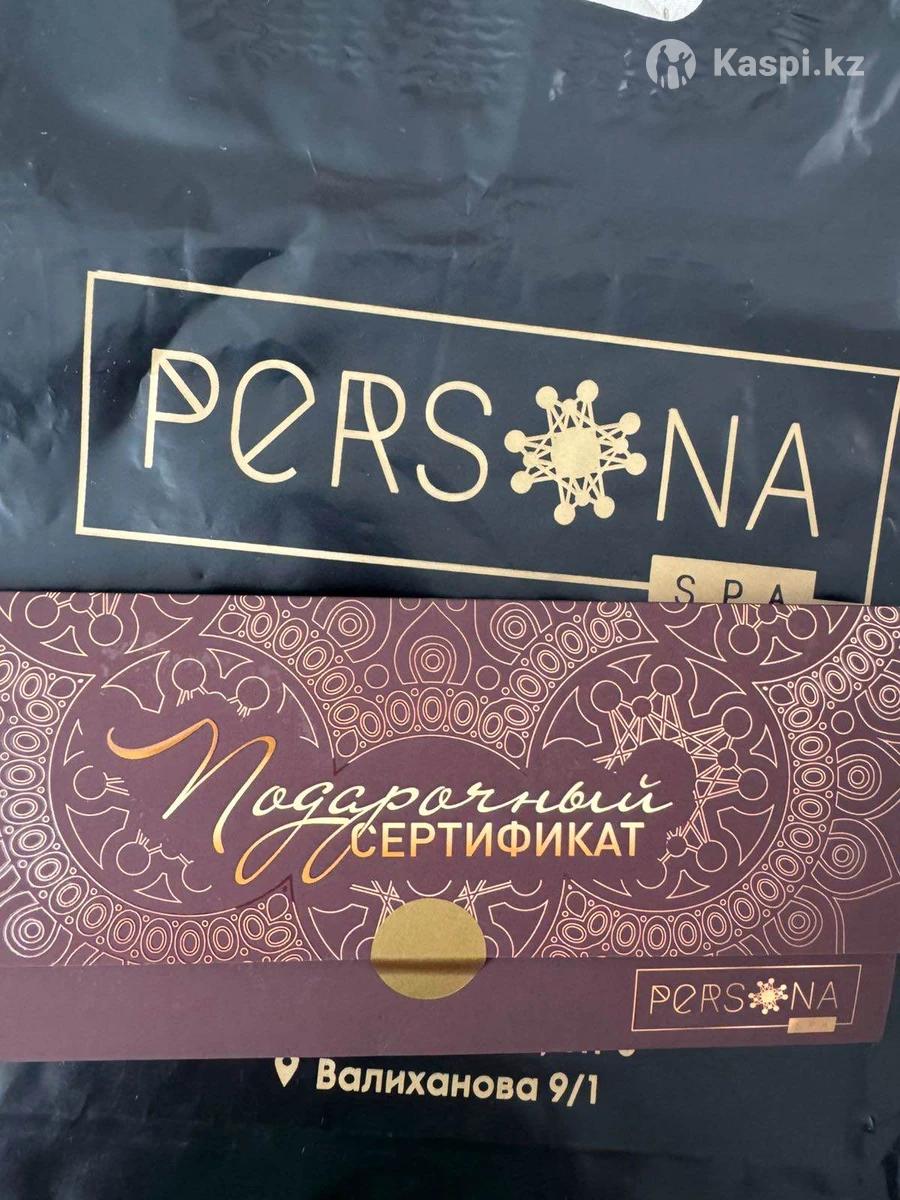 Kaspi.kz
PERSONA
SPA
Подарочный
СЕРТИФИКАТ
PERSONA
SPA
Валиханова 9/1